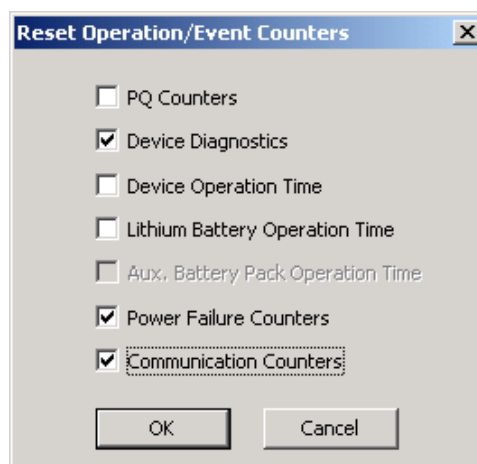 Reset Operation/Event Counters
PQ Counters
Device Diagnostics
Device Operation Time
Lithium Battery Operation Time
Aux. Battery Pack Operation Time
Power Failure Counters
Communication Counters
OK Cancel